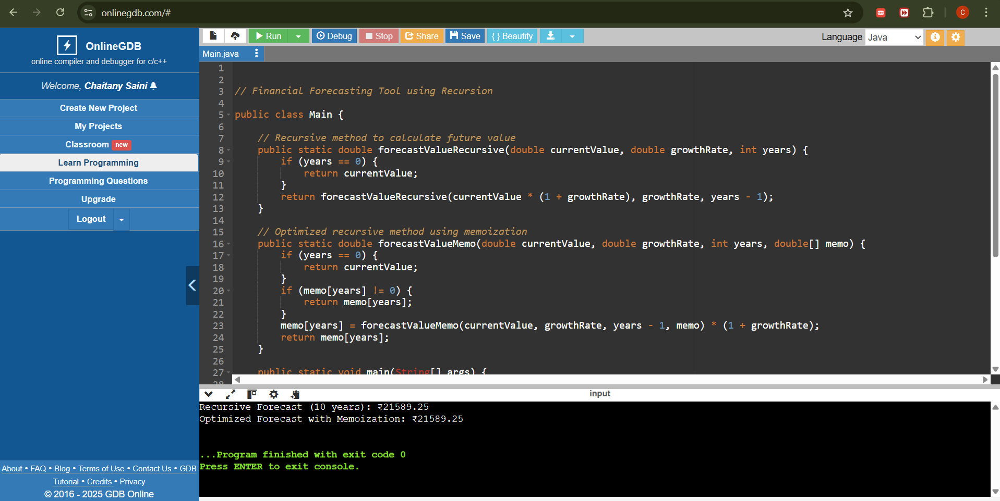 onlinegdb.com/#
C
OnlineGDB
online compiler and debugger for c/c++
Welcome, Chaitany Saini
Create New Project
My Projects
Classroom new
Learn Programming
Programming Questions
Upgrade
Logout
About • FAQ • Blog • Terms of Use • Contact Us • GDB
Tutorial • Credits • Privacy
© 2016 - 2025 GDB Online
Run Debug Stop Share Save { } Beautify Language Java
Main.java
1
2
3 // Financial Forecasting Tool using Recursion
4
5 public class Main {
6
7 // Recursive method to calculate future value
8 public static double forecastValueRecursive(double currentValue, double growthRate, int years) {
9 if (years == 0) {
10 return currentValue;
11 }
12 return forecastValueRecursive(currentValue * (1 + growthRate), growthRate, years - 1);
13 }
14
15 // Optimized recursive method using memoization
16 public static double forecastValueMemo(double currentValue, double growthRate, int years, double[] memo) {
17 if (years == 0) {
18 return currentValue;
19 }
20 if (memo[years] != 0) {
21 return memo[years];
22 }
23 memo[years] = forecastValueMemo(currentValue, growthRate, years - 1, memo) * (1 + growthRate);
24 return memo[years];
25 }
26
27 public static void main(String[] args) {
28
input
Recursive Forecast (10 years): ₹21589.25
Optimized Forecast with Memoization: ₹21589.25
...Program finished with exit code 0
Press ENTER to exit console.